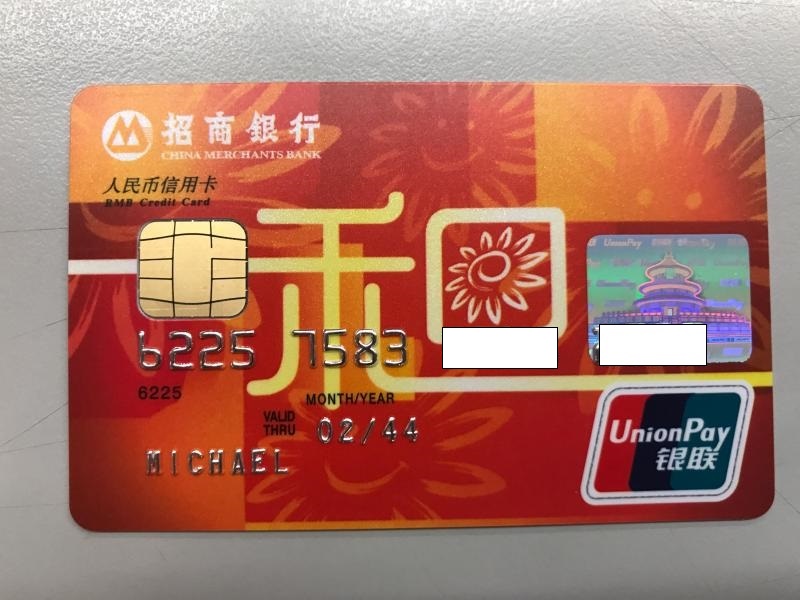 招商银行
CHINA MERCHANTS BANK
人民币信用卡
RMB Credit Card
和
UnionPay
6225 7583
6225
MONTH/YEAR
VALID THRU 02/44
MICHAEL
UnionPay
银联